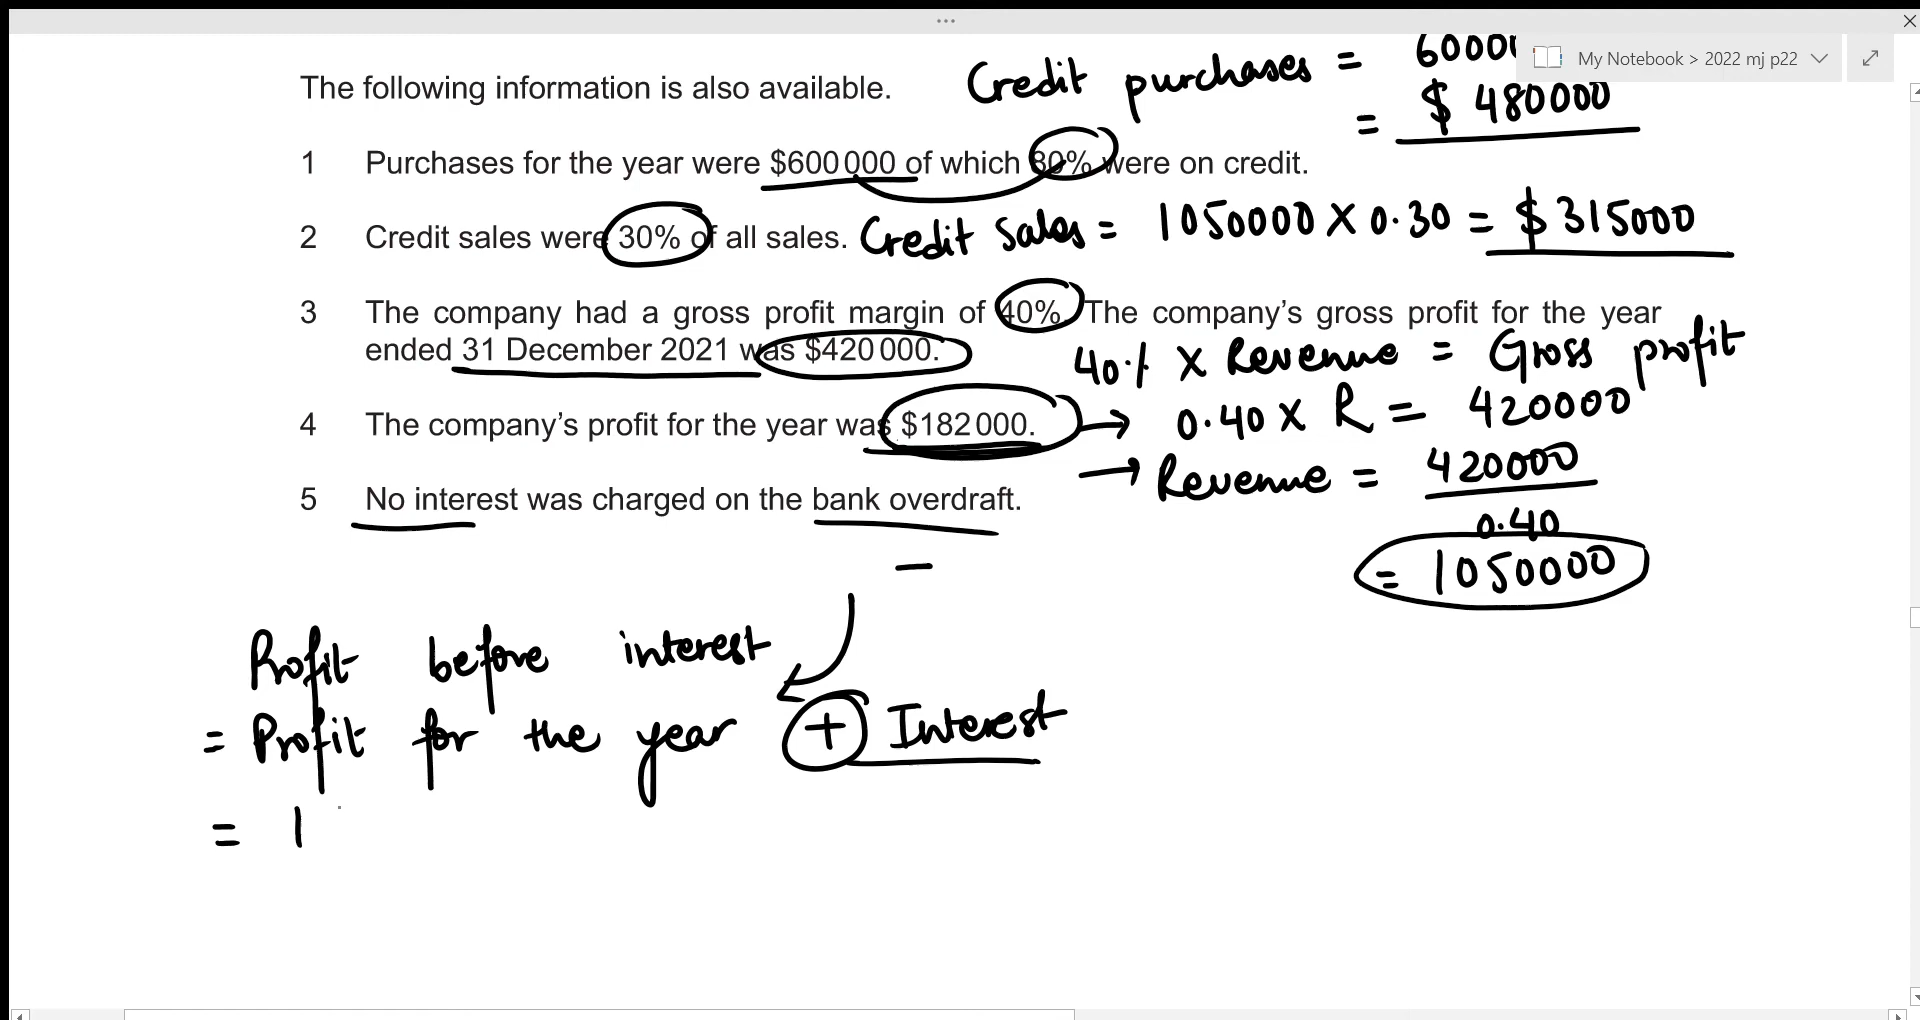 My Notebook > 2022 mj p22
The following information is also available.
Credit purchases =
= $ 480000
1 Purchases for the year were $600 000 of which 80% were on credit.
2 Credit sales were 30% of all sales.
Credit Sales = 1050000 X 0.30 = $ 315000
3 The company had a gross profit margin of 40%. The company's gross profit for the year
ended 31 December 2021 was $420 000.
40% X Revenue = Gross profit
4 The company's profit for the year was $182 000.
→ 0.40 X R = 420000
→ Revenue = 420000
0.40
= 1050000
5 No interest was charged on the bank overdraft.
Profit before interest
= Profit for the year + Interest
= 1